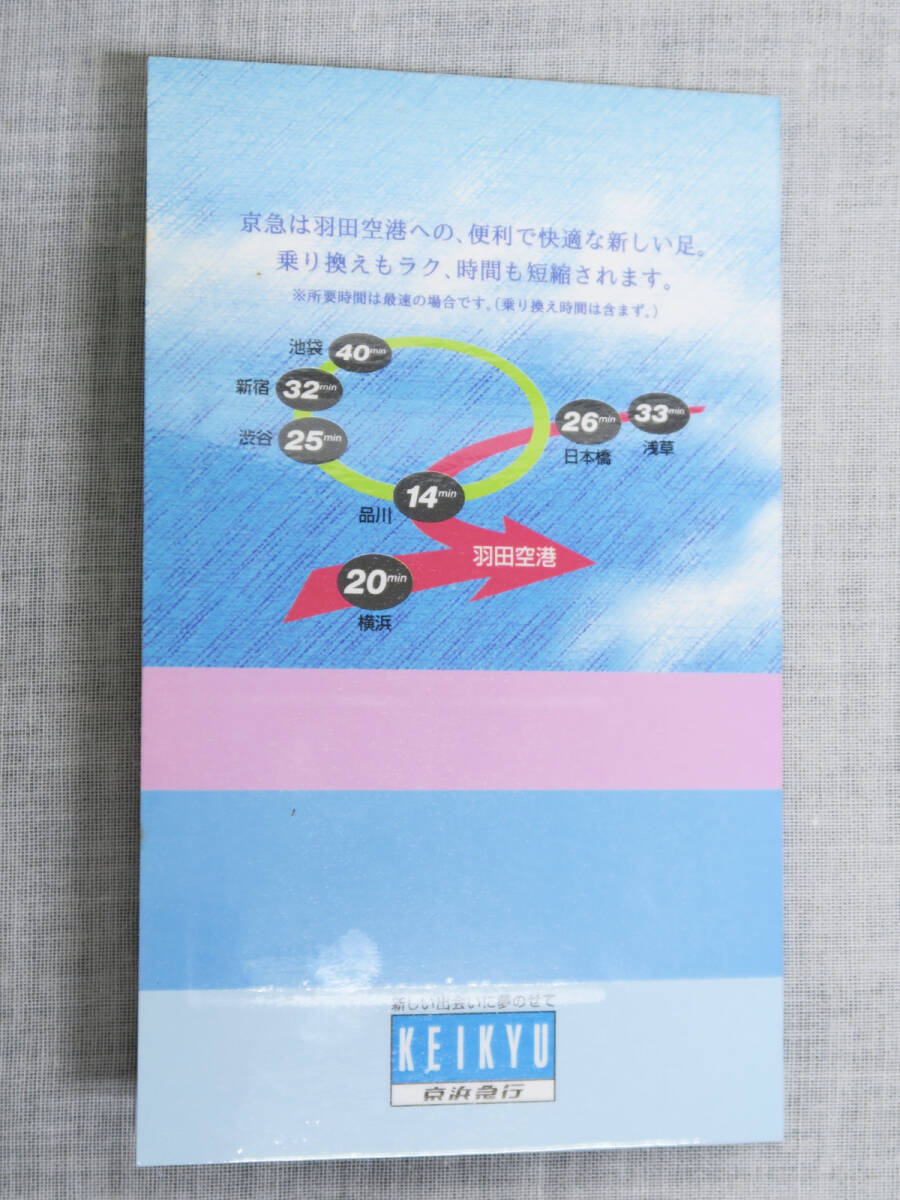 京急は羽田空港への、便利で快適な新しい足。
乗り換えもラク、時間も短縮されます。
※所要時間は最速の場合です。(乗り換え時間は含まず。)
池袋 40min
新宿 32min
渋谷 25min
26min 日本橋
33min 浅草
品川 14min
羽田空港
20min 横浜
新しい出会いに夢のせて
KEIKYU
京浜急行